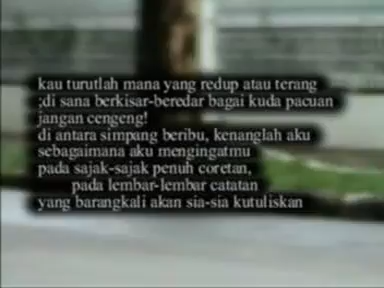 kau turutlah mana yang redup atau terang
;di sana berkisar-beredar bagai kuda pacuan
jangan cengeng!
di antara simpang beribu, kenanglah aku
sebagaimana aku mengingatmu
pada sajak-sajak penuh coretan,
pada lembar-lembar catatan
yang barangkali akan sia-sia kutuliskan